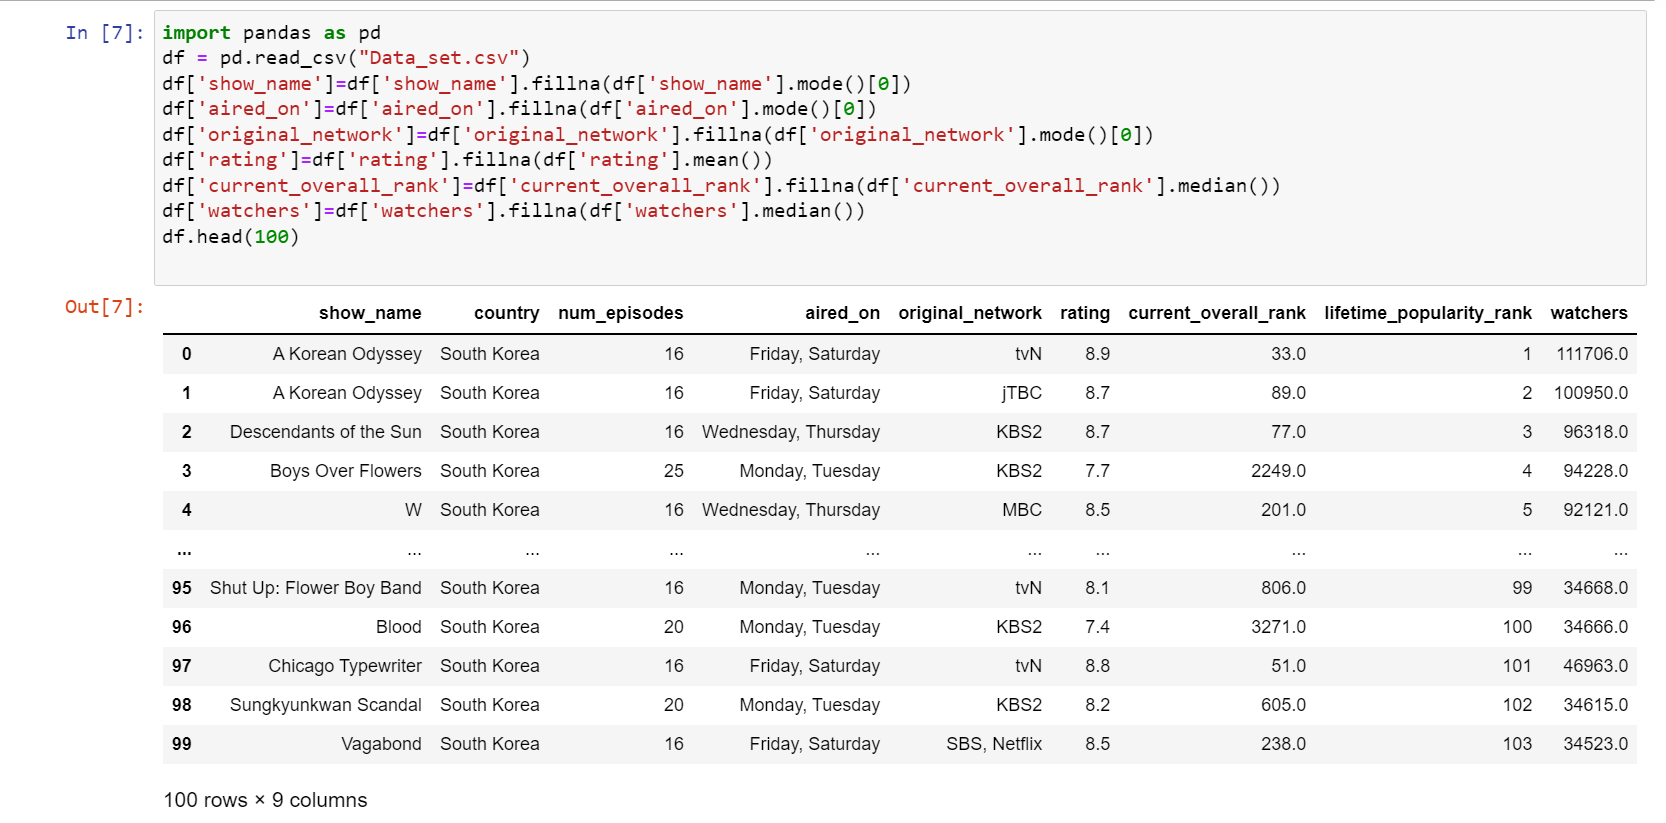 In [7]:
import pandas as pd
df = pd.read_csv("Data_set.csv")
df['show_name']=df['show_name'].fillna(df['show_name'].mode()[0])
df['aired_on']=df['aired_on'].fillna(df['aired_on'].mode()[0])
df['original_network']=df['original_network'].fillna(df['original_network'].mode()[0])
df['rating']=df['rating'].fillna(df['rating'].mean())
df['current_overall_rank']=df['current_overall_rank'].fillna(df['current_overall_rank'].median())
df['watchers']=df['watchers'].fillna(df['watchers'].median())
df.head(100)
Out[7]:
show_name country num_episodes aired_on original_network rating current_overall_rank lifetime_popularity_rank watchers
0 A Korean Odyssey South Korea 16 Friday, Saturday tvN 8.9 33.0 1 111706.0
1 A Korean Odyssey South Korea 16 Friday, Saturday jTBC 8.7 89.0 2 100950.0
2 Descendants of the Sun South Korea 16 Wednesday, Thursday KBS2 8.7 77.0 3 96318.0
3 Boys Over Flowers South Korea 25 Monday, Tuesday KBS2 7.7 2249.0 4 94228.0
4 W South Korea 16 Wednesday, Thursday MBC 8.5 201.0 5 92121.0
... ... ... ... ... ... ... ... ... ...
95 Shut Up: Flower Boy Band South Korea 16 Monday, Tuesday tvN 8.1 806.0 99 34668.0
96 Blood South Korea 20 Monday, Tuesday KBS2 7.4 3271.0 100 34666.0
97 Chicago Typewriter South Korea 16 Friday, Saturday tvN 8.8 51.0 101 46963.0
98 Sungkyunkwan Scandal South Korea 20 Monday, Tuesday KBS2 8.2 605.0 102 34615.0
99 Vagabond South Korea 16 Friday, Saturday SBS, Netflix 8.5 238.0 103 34523.0
100 rows × 9 columns